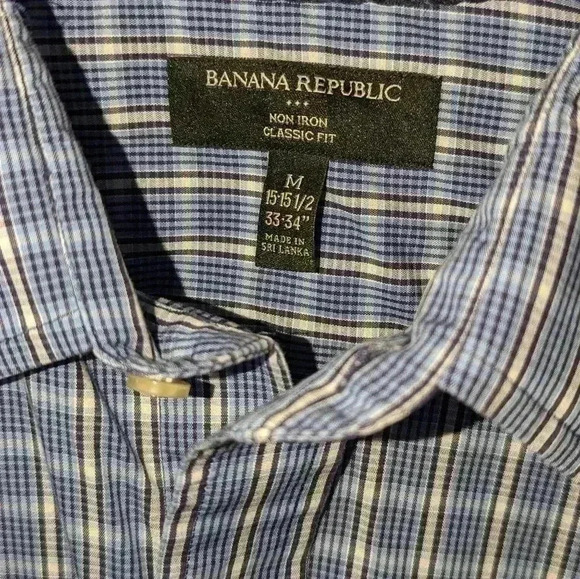 BANANA REPUBLIC
NON IRON
CLASSIC FIT
M
15-15 1/2
33-34"
MADE IN
SRI LANKA